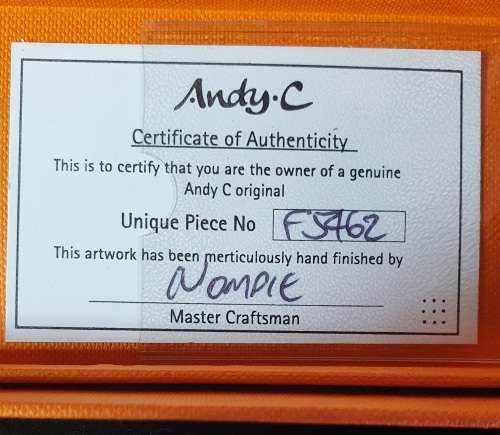 Andy·C
Certificate of Authenticity
This is to certify that you are the owner of a genuine
Andy C original
Unique Piece No F5462
This artwork has been merticulously hand finished by
Nompie
Master Craftsman